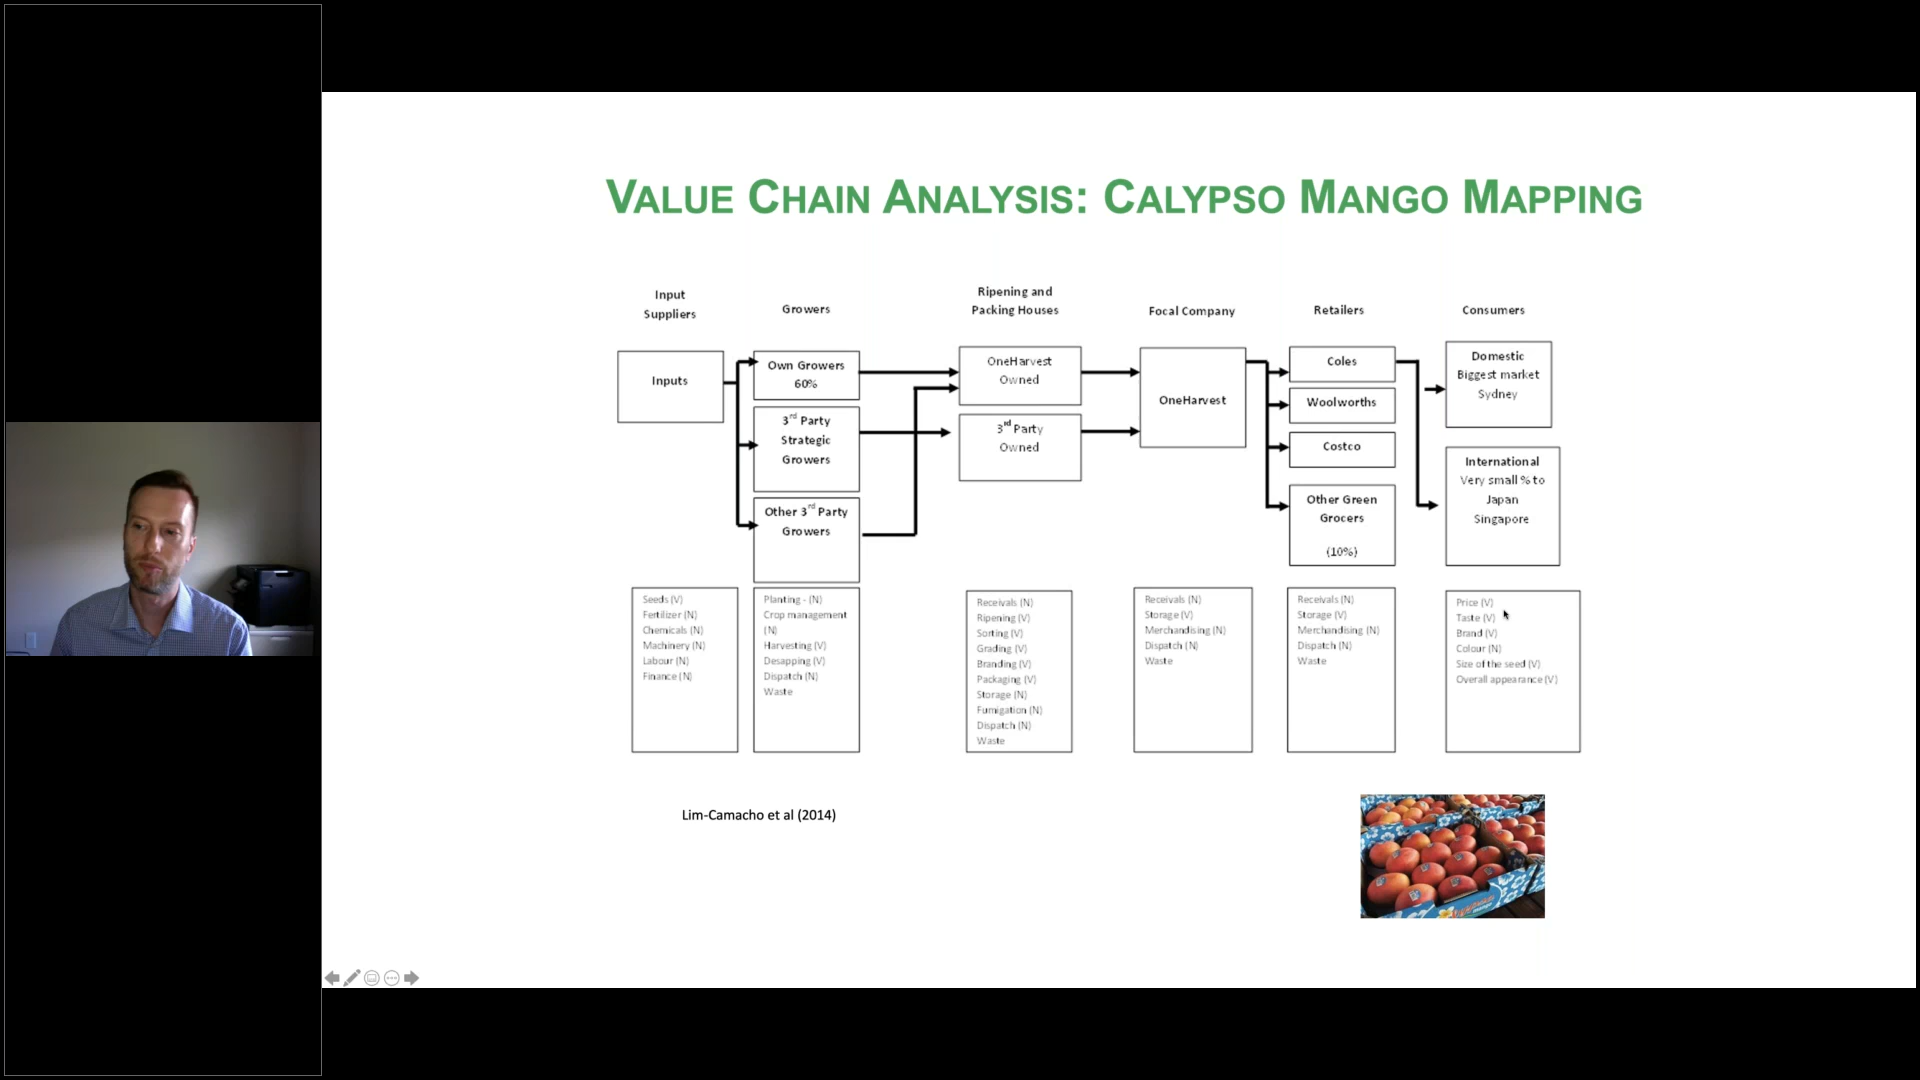 VALUE CHAIN ANALYSIS: CALYPSO MANGO MAPPING
Input
Suppliers
Growers
Ripening and
Packing Houses
Focal Company
Retailers
Consumers
Inputs
Own Growers
60%
3rd Party
Strategic
Growers
Other 3rd Party
Growers
OneHarvest
Owned
3rd Party
Owned
OneHarvest
Coles
Woolworths
Costco
Other Green
Grocers
(10%)
Domestic
Biggest market
Sydney
International
Very small % to
Japan
Singapore
Seeds (V)
Fertilizer (N)
Chemicals (N)
Machinery (N)
Labour (N)
Finance (N)
Planting - (N)
Crop management
(N)
Harvesting (V)
Desapping (V)
Dispatch (N)
Waste
Receivals (N)
Ripening (V)
Sorting (V)
Grading (V)
Branding (V)
Packaging (V)
Storage (N)
Fumigation (N)
Dispatch (N)
Waste
Receivals (N)
Storage (V)
Merchandising (N)
Dispatch (N)
Waste
Receivals (N)
Storage (V)
Merchandising (N)
Dispatch (N)
Waste
Price (V)
Taste (V)
Brand (V)
Colour (N)
Size of the seed (V)
Overall appearance (V)
Lim-Camacho et al (2014)